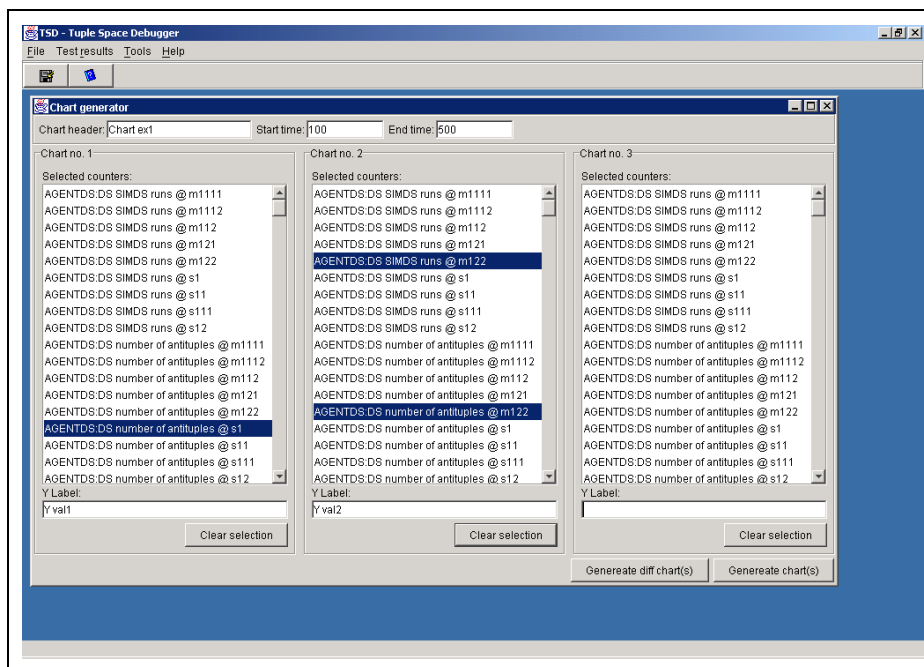 TSD - Tuple Space Debugger
File Test results Tools Help
Chart generator
Chart header: Chart ex1 Start time: 100 End time: 500
Chart no. 1
Selected counters:
AGENTDS:DS SIMDS runs @ m1111
AGENTDS:DS SIMDS runs @ m1112
AGENTDS:DS SIMDS runs @ m112
AGENTDS:DS SIMDS runs @ m121
AGENTDS:DS SIMDS runs @ m122
AGENTDS:DS SIMDS runs @ s1
AGENTDS:DS SIMDS runs @ s11
AGENTDS:DS SIMDS runs @ s111
AGENTDS:DS SIMDS runs @ s12
AGENTDS:DS number of antituples @ m1111
AGENTDS:DS number of antituples @ m1112
AGENTDS:DS number of antituples @ m112
AGENTDS:DS number of antituples @ m121
AGENTDS:DS number of antituples @ m122
AGENTDS:DS number of antituples @ s1
AGENTDS:DS number of antituples @ s11
AGENTDS:DS number of antituples @ s111
AGENTDS:DS number of antituples @ s12
Y Label:
Y val1
Clear selection
Chart no. 2
Selected counters:
AGENTDS:DS SIMDS runs @ m1111
AGENTDS:DS SIMDS runs @ m1112
AGENTDS:DS SIMDS runs @ m112
AGENTDS:DS SIMDS runs @ m121
AGENTDS:DS SIMDS runs @ m122
AGENTDS:DS SIMDS runs @ s1
AGENTDS:DS SIMDS runs @ s11
AGENTDS:DS SIMDS runs @ s111
AGENTDS:DS SIMDS runs @ s12
AGENTDS:DS number of antituples @ m1111
AGENTDS:DS number of antituples @ m1112
AGENTDS:DS number of antituples @ m112
AGENTDS:DS number of antituples @ m121
AGENTDS:DS number of antituples @ m122
AGENTDS:DS number of antituples @ s1
AGENTDS:DS number of antituples @ s11
AGENTDS:DS number of antituples @ s111
AGENTDS:DS number of antituples @ s12
Y Label:
Y val2
Clear selection
Chart no. 3
Selected counters:
AGENTDS:DS SIMDS runs @ m1111
AGENTDS:DS SIMDS runs @ m1112
AGENTDS:DS SIMDS runs @ m112
AGENTDS:DS SIMDS runs @ m121
AGENTDS:DS SIMDS runs @ m122
AGENTDS:DS SIMDS runs @ s1
AGENTDS:DS SIMDS runs @ s11
AGENTDS:DS SIMDS runs @ s111
AGENTDS:DS SIMDS runs @ s12
AGENTDS:DS number of antituples @ m1111
AGENTDS:DS number of antituples @ m1112
AGENTDS:DS number of antituples @ m112
AGENTDS:DS number of antituples @ m121
AGENTDS:DS number of antituples @ m122
AGENTDS:DS number of antituples @ s1
AGENTDS:DS number of antituples @ s11
AGENTDS:DS number of antituples @ s111
AGENTDS:DS number of antituples @ s12
Y Label:
Clear selection
Genereate diff chart(s) Genereate chart(s)